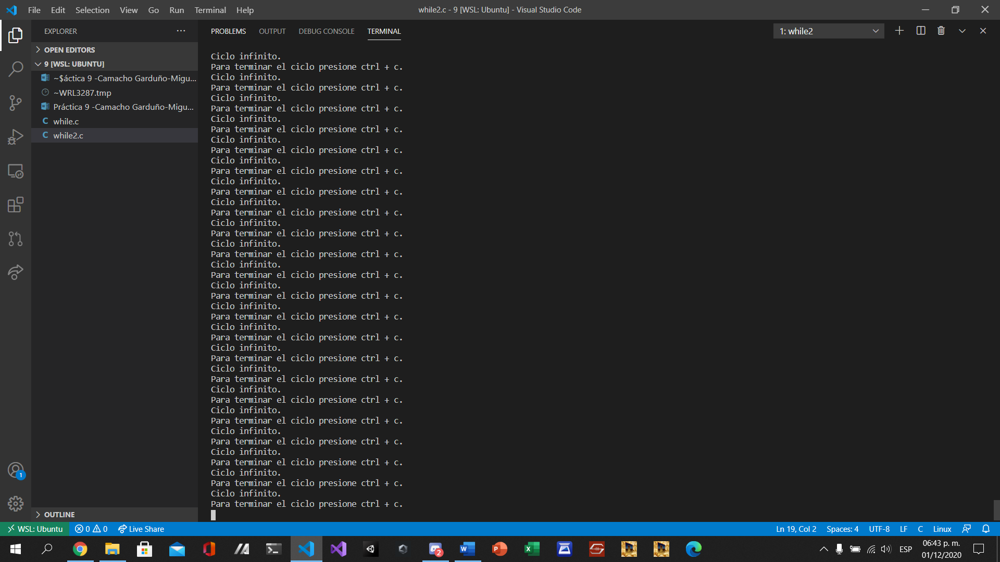 File Edit Selection View Go Run Terminal Help
while2.c - 9 [WSL: Ubuntu] - Visual Studio Code
EXPLORER
OPEN EDITORS
9 [WSL: UBUNTU]
~$áctica 9 -Camacho Garduño-Migu...
~WRL3287.tmp
Práctica 9 -Camacho Garduño-Migu...
C while.c
C while2.c
OUTLINE
PROBLEMS OUTPUT DEBUG CONSOLE TERMINAL
1: while2
Ciclo infinito.
Para terminar el ciclo presione ctrl + c.
Ciclo infinito.
Para terminar el ciclo presione ctrl + c.
Ciclo infinito.
Para terminar el ciclo presione ctrl + c.
Ciclo infinito.
Para terminar el ciclo presione ctrl + c.
Ciclo infinito.
Para terminar el ciclo presione ctrl + c.
Ciclo infinito.
Para terminar el ciclo presione ctrl + c.
Ciclo infinito.
Para terminar el ciclo presione ctrl + c.
Ciclo infinito.
Para terminar el ciclo presione ctrl + c.
Ciclo infinito.
Para terminar el ciclo presione ctrl + c.
Ciclo infinito.
Para terminar el ciclo presione ctrl + c.
Ciclo infinito.
Para terminar el ciclo presione ctrl + c.
Ciclo infinito.
Para terminar el ciclo presione ctrl + c.
Ciclo infinito.
Para terminar el ciclo presione ctrl + c.
Ciclo infinito.
Para terminar el ciclo presione ctrl + c.
Ciclo infinito.
Para terminar el ciclo presione ctrl + c.
Ciclo infinito.
Para terminar el ciclo presione ctrl + c.
Ciclo infinito.
Para terminar el ciclo presione ctrl + c.
Ciclo infinito.
Para terminar el ciclo presione ctrl + c.
Ciclo infinito.
Para terminar el ciclo presione ctrl + c.
Ciclo infinito.
Para terminar el ciclo presione ctrl + c.
Ciclo infinito.
Para terminar el ciclo presione ctrl + c.
Ciclo infinito.
Para terminar el ciclo presione ctrl + c.
1
WSL: Ubuntu 0 0 Live Share
Ln 19, Col 2 Spaces: 4 UTF-8 LF C Linux
2
ESP
06:43 p. m.
01/12/2020